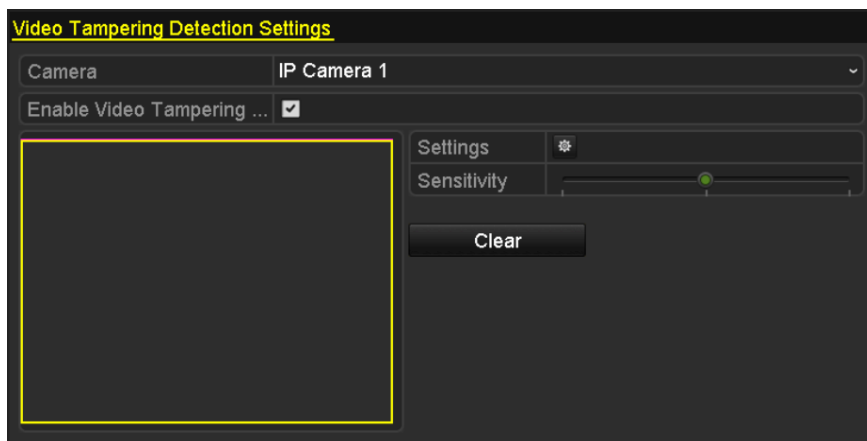 Video Tampering Detection Settings
Camera IP Camera 1
Enable Video Tampering ...
Settings
Sensitivity
Clear